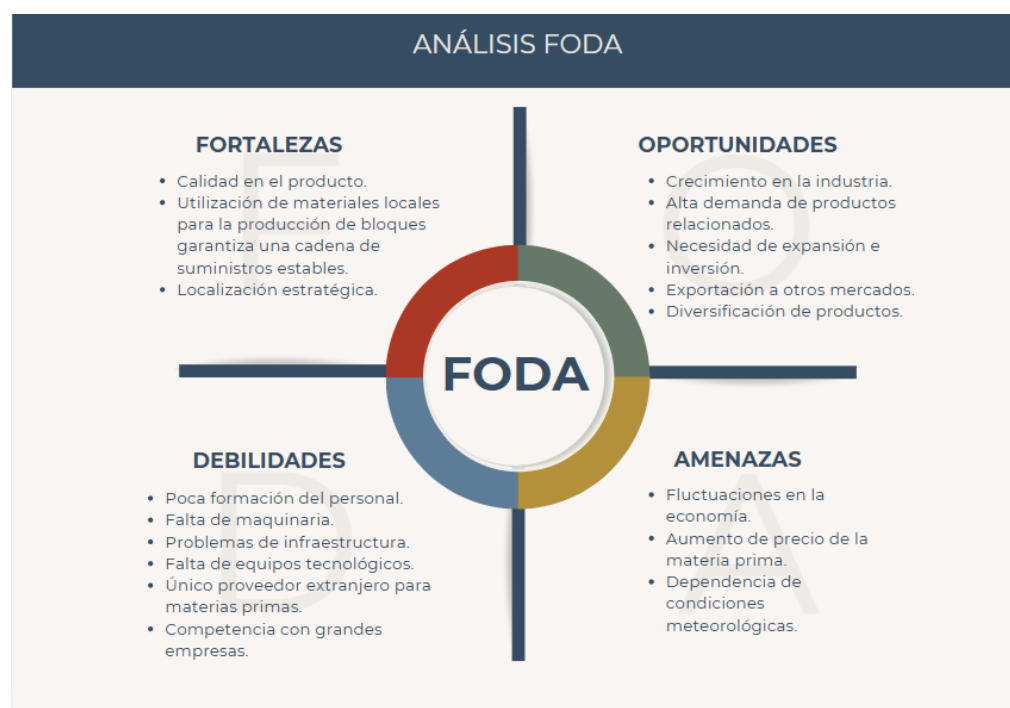 ANÁLISIS FODA
FORTALEZAS
• Calidad en el producto.
• Utilización de materiales locales
para la producción de bloques
garantiza una cadena de
suministros estables.
• Localización estratégica.
OPORTUNIDADES
• Crecimiento en la industria.
• Alta demanda de productos
relacionados.
• Necesidad de expansión e
inversión.
• Exportación a otros mercados.
• Diversificación de productos.
FODA
DEBILIDADES
• Poca formación del personal.
• Falta de maquinaria.
• Problemas de infraestructura.
• Falta de equipos tecnológicos.
• Único proveedor extranjero para
materias primas.
• Competencia con grandes
empresas.
AMENAZAS
• Fluctuaciones en la
economía.
• Aumento de precio de la
materia prima.
• Dependencia de
condiciones
meteorológicas.
F
O
D
A